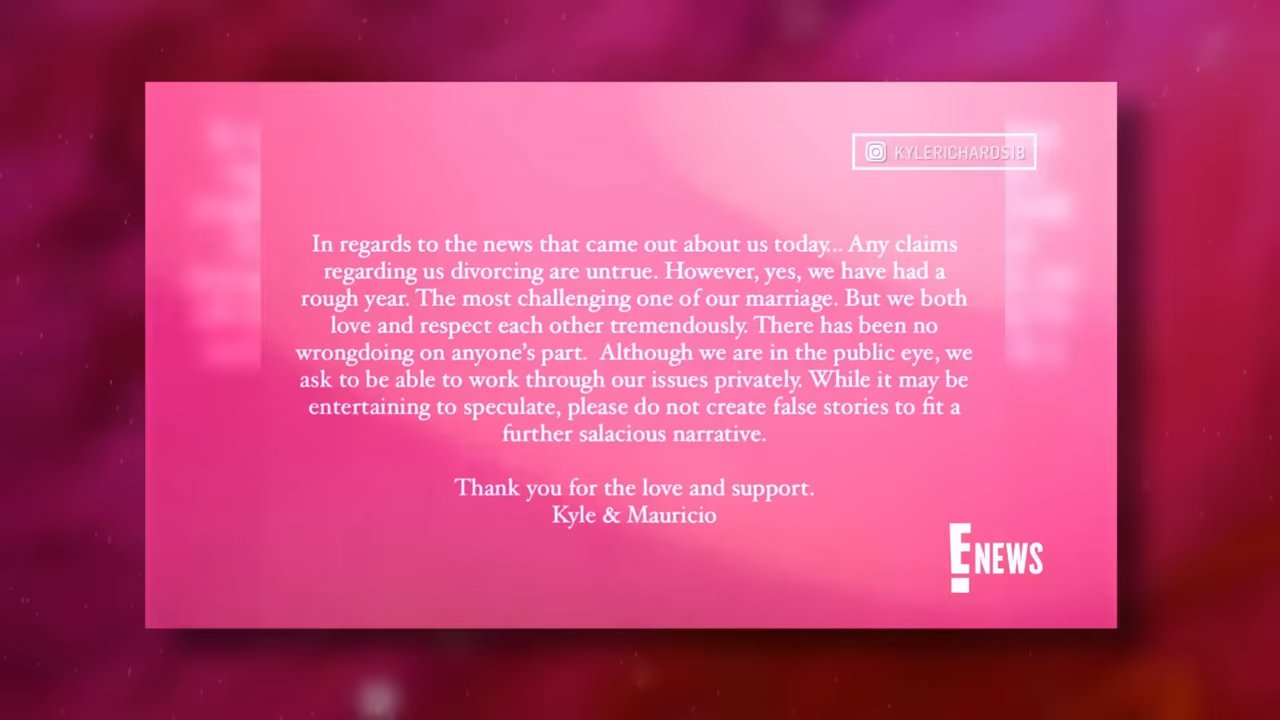 KYLERICHARDS18
In regards to the news that came out about us today... Any claims
regarding us divorcing are untrue. However, yes, we have had a
rough year. The most challenging one of our marriage. But we both
love and respect each other tremendously. There has been no
wrongdoing on anyone's part.  Although we are in the public eye, we
ask to be able to work through our issues privately. While it may be
entertaining to speculate, please do not create false stories to fit a
further salacious narrative.
Thank you for the love and support.
Kyle & Mauricio
E NEWS